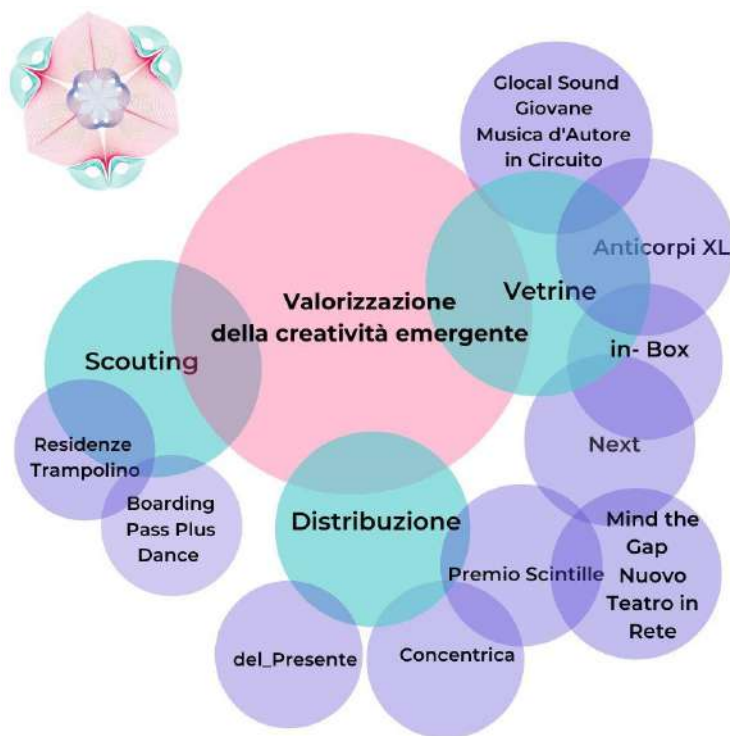 Glocal Sound
Giovane
Musica d'Autore
in Circuito
Anticorpi XL
Vetrine
Valorizzazione
della creatività emergente
in- Box
Scouting
Next
Residenze
Trampolino
Boarding
Pass Plus
Dance
Distribuzione
Premio Scintille
Mind the
Gap
Nuovo
Teatro in
Rete
del_Presente
Concentrica